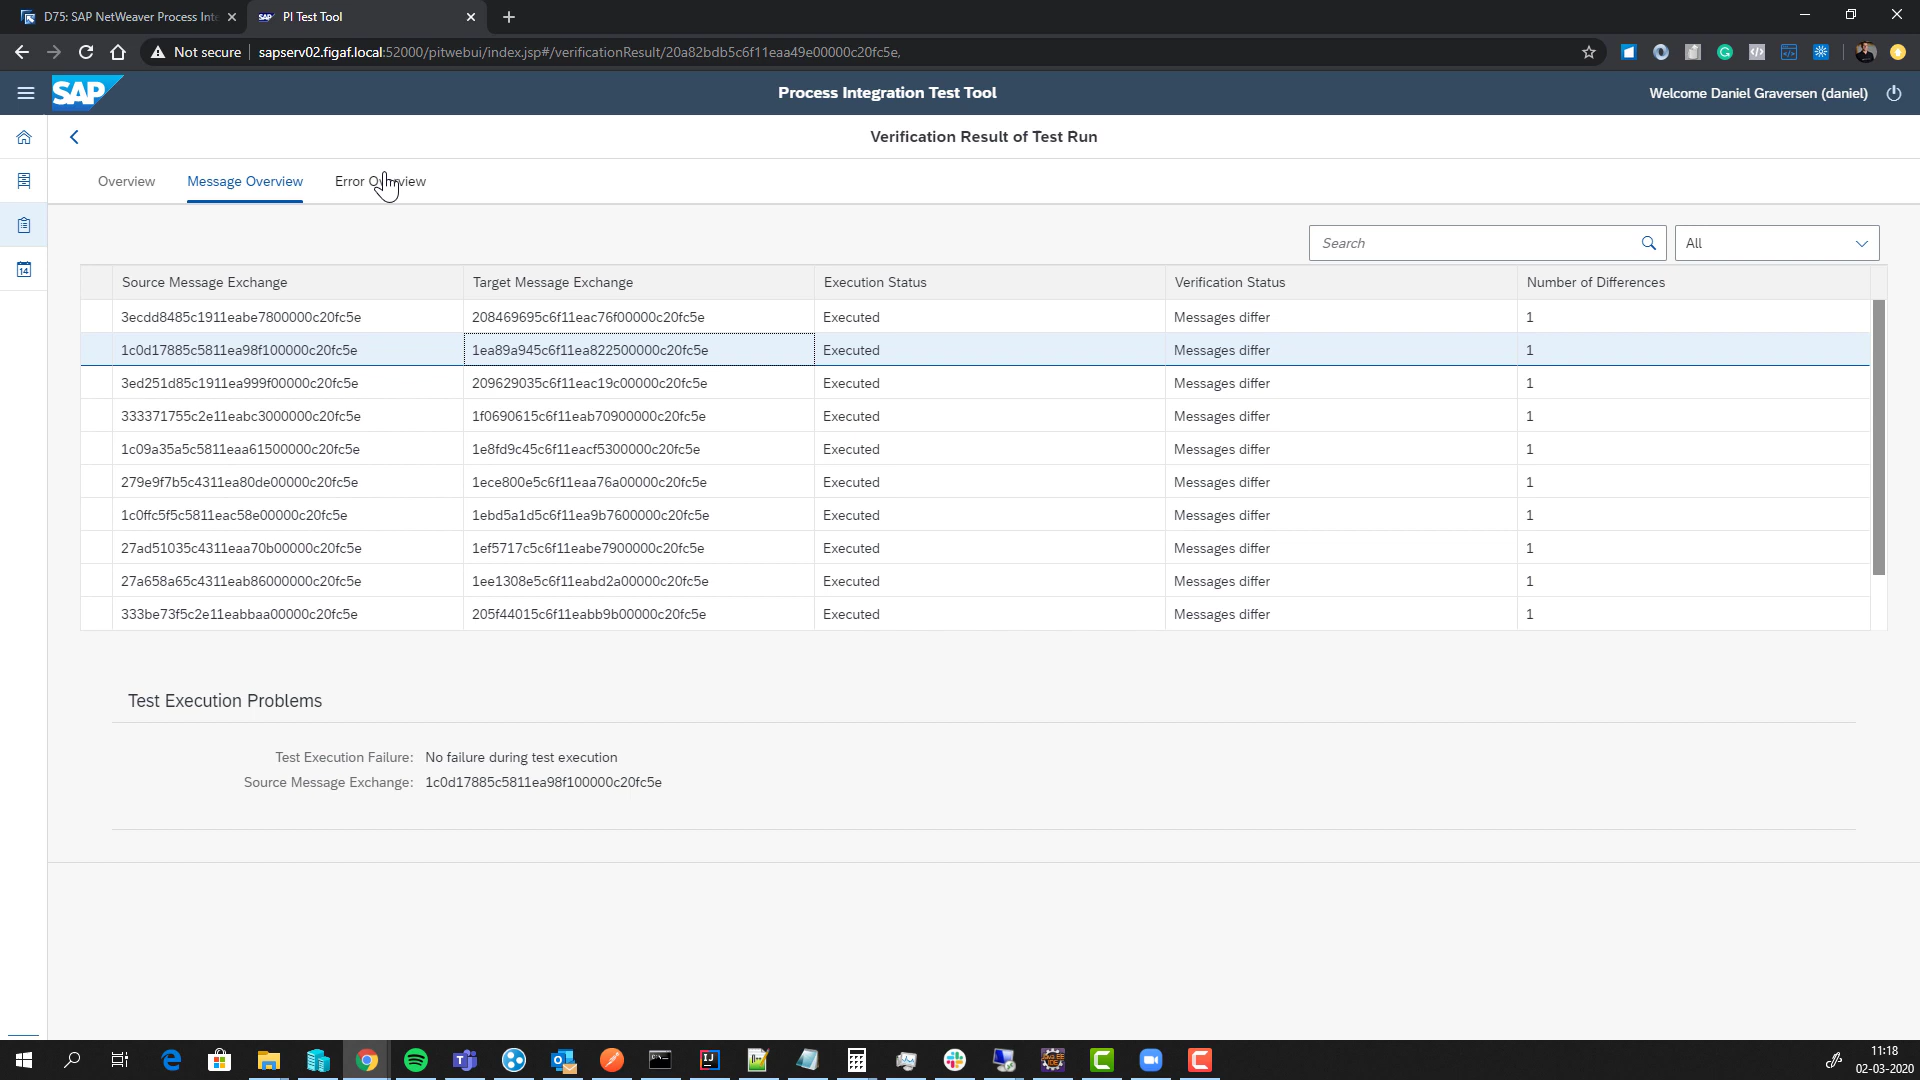 D75: SAP NetWeaver Process Inte
PI Test Tool
Not secure
sapserv02.figaf.local:52000/pitwebui/index.jsp#/verificationResult/20a82bdb5c6f11eaa49e00000c20fc5e,
SAP
Process Integration Test Tool
Welcome Daniel Graversen (daniel)
Verification Result of Test Run
Overview
Message Overview
Error Overview
Search
All
14
Source Message Exchange Target Message Exchange Execution Status Verification Status Number of Differences
3ecdd8485c1911eabe7800000c20fc5e 208469695c6f11eac76f00000c20fc5e Executed Messages differ 1
1c0d17885c5811ea98f100000c20fc5e 1ea89a945c6f11ea822500000c20fc5e Executed Messages differ 1
3ed251d85c1911ea999f00000c20fc5e 209629035c6f11eac19c00000c20fc5e Executed Messages differ 1
333371755c2e11eabc3000000c20fc5e 1f0690615c6f11eab70900000c20fc5e Executed Messages differ 1
1c09a35a5c5811eaa61500000c20fc5e 1e8fd9c45c6f11eacf5300000c20fc5e Executed Messages differ 1
279e9f7b5c4311ea80de00000c20fc5e 1ece800e5c6f11eaa76a00000c20fc5e Executed Messages differ 1
1c0ffc5f5c5811eac58e00000c20fc5e 1ebd5a1d5c6f11ea9b7600000c20fc5e Executed Messages differ 1
27ad51035c4311eaa70b00000c20fc5e 1ef5717c5c6f11eabe7900000c20fc5e Executed Messages differ 1
27a658a65c4311eab86000000c20fc5e 1ee1308e5c6f11eabd2a00000c20fc5e Executed Messages differ 1
333be73f5c2e11eabbaa00000c20fc5e 205f44015c6f11eabb9b00000c20fc5e Executed Messages differ 1
Test Execution Problems
Test Execution Failure: No failure during test execution
Source Message Exchange: 1c0d17885c5811ea98f100000c20fc5e
11:18
02-03-2020